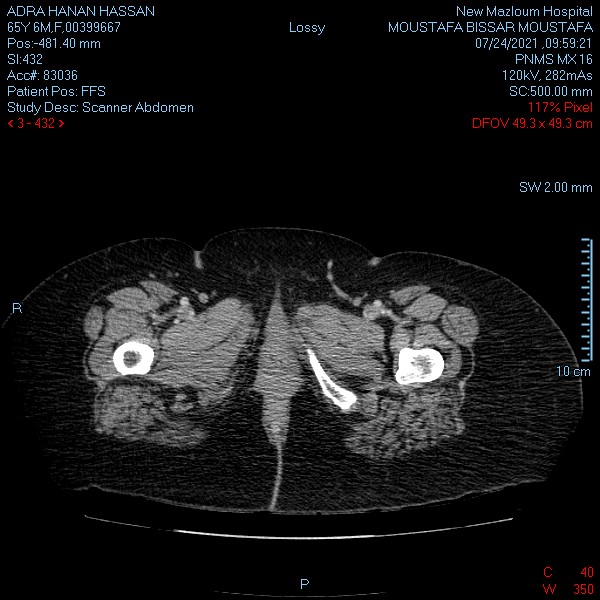 ADRA HANAN HASSAN
65Y 6M,F,00399667
Pos:-481.40 mm
SI:432
Acc#: 83036
Patient Pos: FFS
Study Desc: Scanner Abdomen
< 3 - 432 >
Lossy
New Mazloum Hospital
MOUSTAFA BISSAR MOUSTAFA
07/24/2021 ,09:59:21
PNMS MX 16
120kV, 282mAs
SC:500.00 mm
117% Pixel
DFOV 49.3 x 49.3 cm
SW 2.00 mm
R
10 cm
P
C 40
W 350